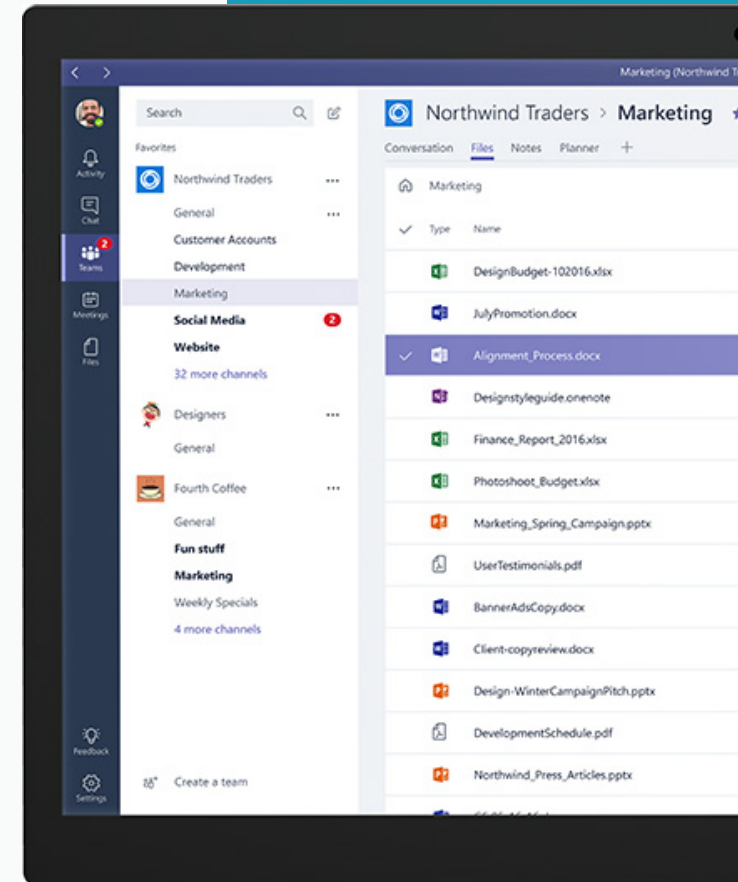 Marketing (Northwind
Activity
Chat
2
Teams
Meetings
Files
Feedback
Settings
Search
Favorites
Northwind Traders
General
Customer Accounts
Development
Marketing
Social Media 2
Website
32 more channels
Designers
General
Fourth Coffee
General
Fun stuff
Marketing
Weekly Specials
4 more channels
Create a team
Northwind Traders > Marketing
Conversation Files Notes Planner +
Marketing
Type Name
DesignBudget-102016.xlsx
JulyPromotion.docx
Alignment_Process.docx
Designstyleguide.onenote
Finance_Report_2016.xlsx
Photoshoot_Budget.xlsx
Marketing_Spring_Campaign.pptx
UserTestimonials.pdf
BannerAdsCopy.docx
Client-copyreview.docx
Design-WinterCampaignPitch.pptx
DevelopmentSchedule.pdf
Northwind_Press_Articles.pptx